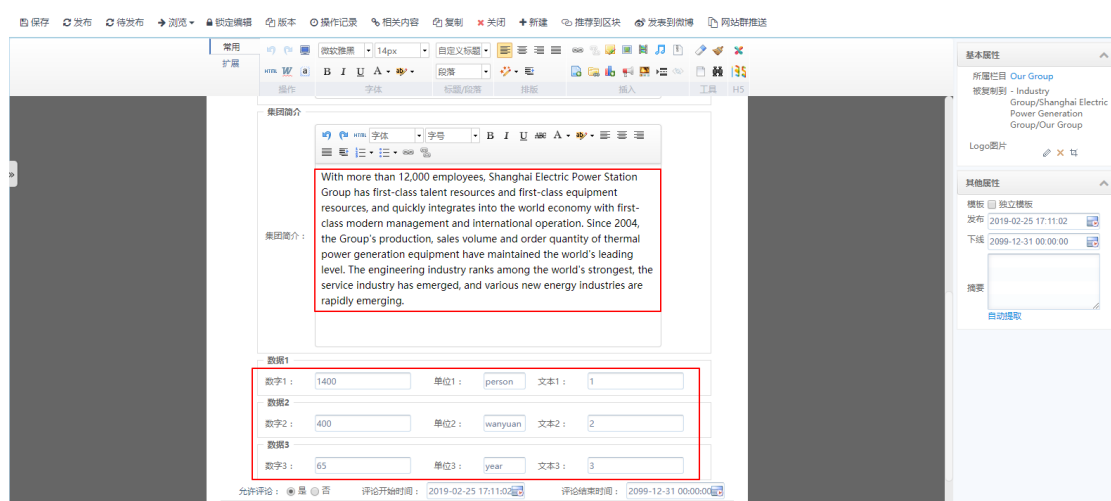 保存 发布 待发布 浏览 锁定编辑 版本 操作记录 相关内容 复制 关闭 新建 推荐到区块 发表到微博 网站群推送
常用 微软雅黑 14px 自定义标题
扩展 HTML W a B I U A ab 段落
操作 字体 标题/段落 排版 插入 工具 H5
集团简介
HTML 字体 字号 B I U ABC A ab
集团简介：
With more than 12,000 employees, Shanghai Electric Power Station
Group has first-class talent resources and first-class equipment
resources, and quickly integrates into the world economy with first-
class modern management and international operation. Since 2004,
the Group's production, sales volume and order quantity of thermal
power generation equipment have maintained the world's leading
level. The engineering industry ranks among the world's strongest, the
service industry has emerged, and various new energy industries are
rapidly emerging.
数据1
数字1： 1400 单位1： person 文本1： 1
数据2
数字2： 400 单位2： wanyuan 文本2： 2
数据3
数字3： 65 单位3： year 文本3： 3
允许评论： 是 否 评论开始时间： 2019-02-25 17:11:02 评论结束时间： 2099-12-31 00:00:00
基本属性
所属栏目 Our Group
被复制到 - Industry
Group/Shanghai Electric
Power Generation
Group/Our Group
Logo图片
其他属性
模板 独立模板
发布 2019-02-25 17:11:02
下线 2099-12-31 00:00:00
摘要
自动提取